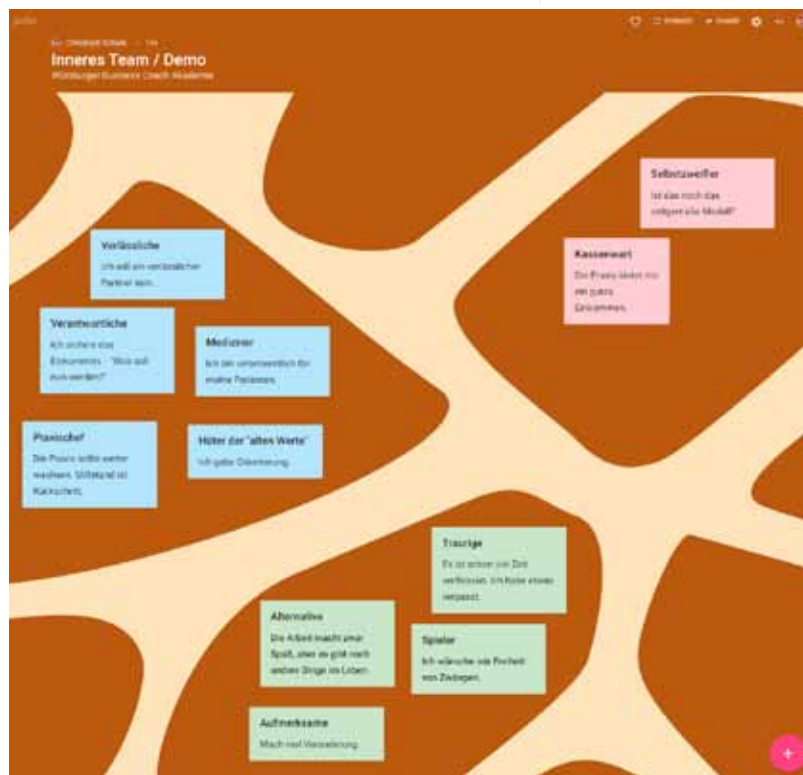 Inneres Team / Demo
Würzburger Business Coach Akademie
Selbstzweifler
Ist das noch das
zeitgemäße Modell?
Kassenwart
Die Praxis bietet mir
ein gutes
Einkommen.
Verlässliche
Ich will ein verlässlicher
Partner sein.
Verantwortliche
Ich sichere das
Einkommen. "Was soll
nun werden?"
Mediziner
Ich bin verantwortlich für
meine Patienten.
Praxischef
Die Praxis sollte weiter
wachsen. Stillstand ist
Rückschritt.
Hüter der "alten Werte"
Ich gebe Orientierung.
Traurige
Es ist schon viel Zeit
verflossen. Ich habe etwas
verpasst.
Alternative
Die Arbeit macht zwar
Spaß, aber es gibt noch
andere Dinge im Leben.
Spieler
Ich wünsche mir Freiheit
von Zwängen.
Aufmerksame
Mach mal Veränderung.